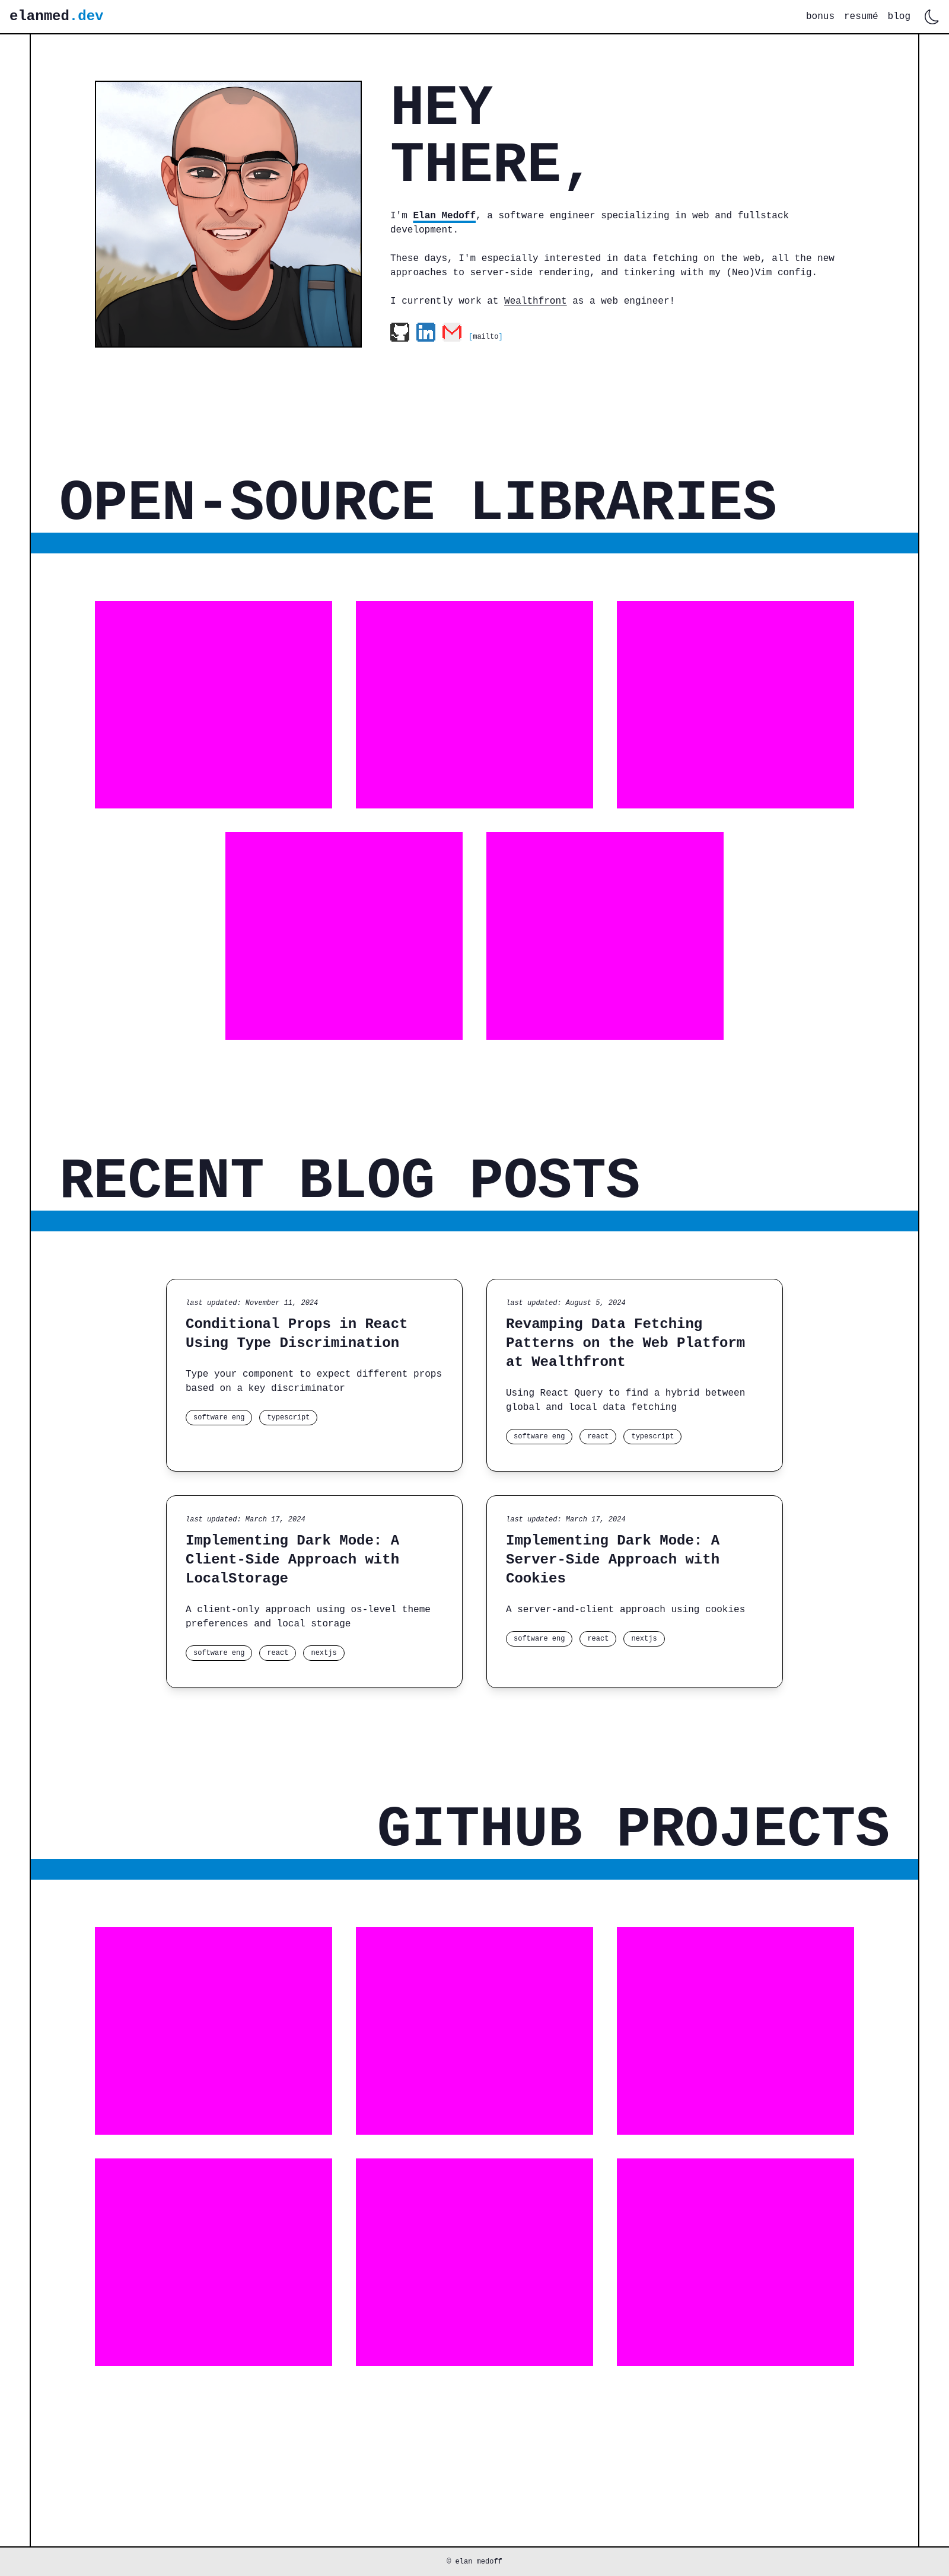 elanmed.dev
bonus resumé blog
HEY
THERE,
I'm Elan Medoff, a software engineer specializing in web and fullstack
development.
These days, I'm especially interested in data fetching on the web, all the new
approaches to server-side rendering, and tinkering with my (Neo)Vim config.
I currently work at Wealthfront as a web engineer!
in [mailto]
OPEN-SOURCE LIBRARIES
RECENT BLOG POSTS
last updated: November 11, 2024
Conditional Props in React
Using Type Discrimination
Type your component to expect different props
based on a key discriminator
software eng typescript
last updated: August 5, 2024
Revamping Data Fetching
Patterns on the Web Platform
at Wealthfront
Using React Query to find a hybrid between
global and local data fetching
software eng react typescript
last updated: March 17, 2024
Implementing Dark Mode: A
Client-Side Approach with
LocalStorage
A client-only approach using os-level theme
preferences and local storage
software eng react nextjs
last updated: March 17, 2024
Implementing Dark Mode: A
Server-Side Approach with
Cookies
A server-and-client approach using cookies
software eng react nextjs
GITHUB PROJECTS
© elan medoff